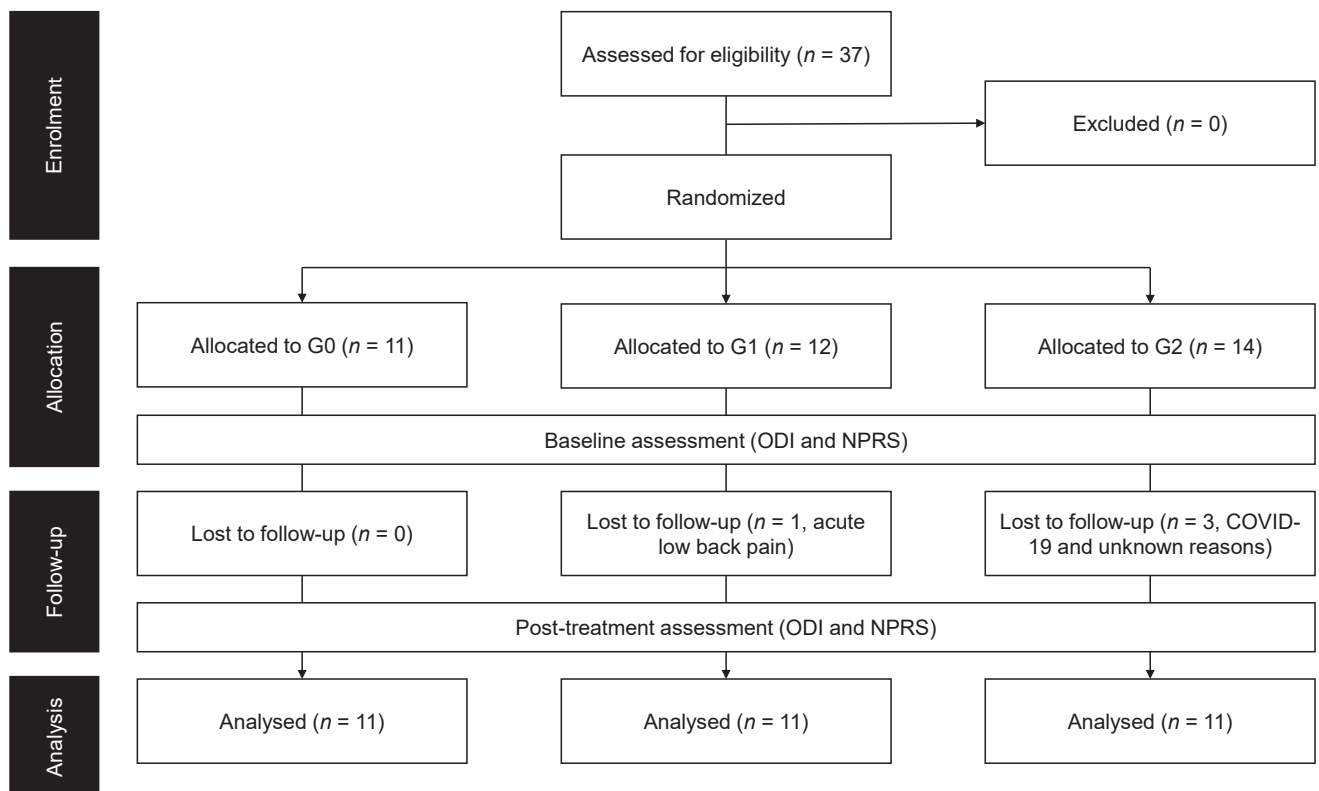 Enrolment
Assessed for eligibility (n = 37)
Excluded (n = 0)
Randomized
Allocation
Allocated to G0 (n = 11)
Allocated to G1 (n = 12)
Allocated to G2 (n = 14)
Baseline assessment (ODI and NPRS)
Follow-up
Lost to follow-up (n = 0)
Lost to follow-up (n = 1, acute
low back pain)
Lost to follow-up (n = 3, COVID-
19 and unknown reasons)
Post-treatment assessment (ODI and NPRS)
Analysis
Analysed (n = 11)
Analysed (n = 11)
Analysed (n = 11)